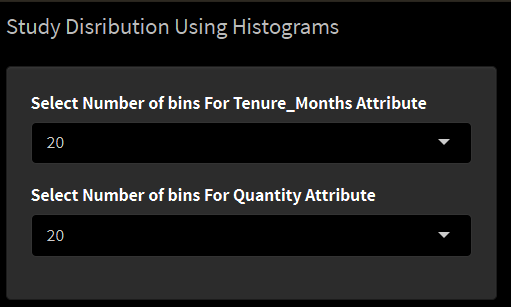 Study Disribution Using Histograms
Select Number of bins For Tenure_Months Attribute
20
Select Number of bins For Quantity Attribute
20